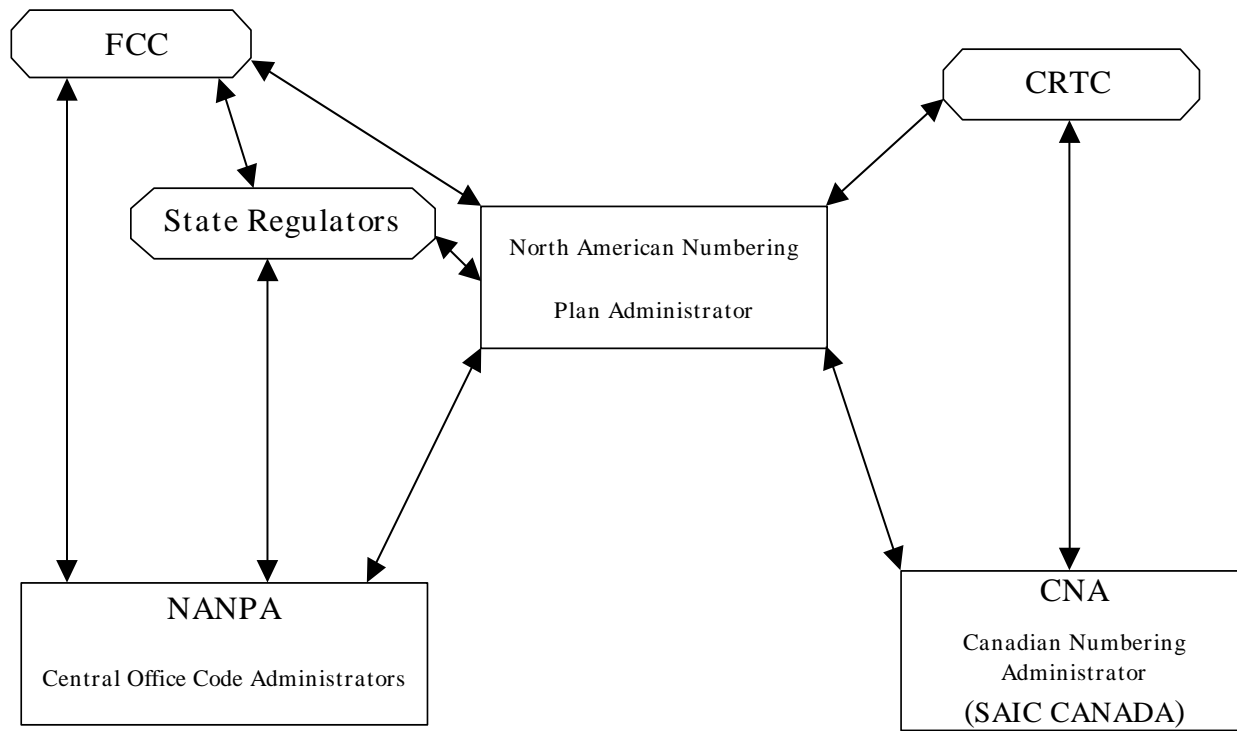 FCC
CRTC
State Regulators
North American Numbering
Plan Administrator
NANPA
Central Office Code Administrators
CNA
Canadian Numbering
Administrator
(SAIC CANADA)